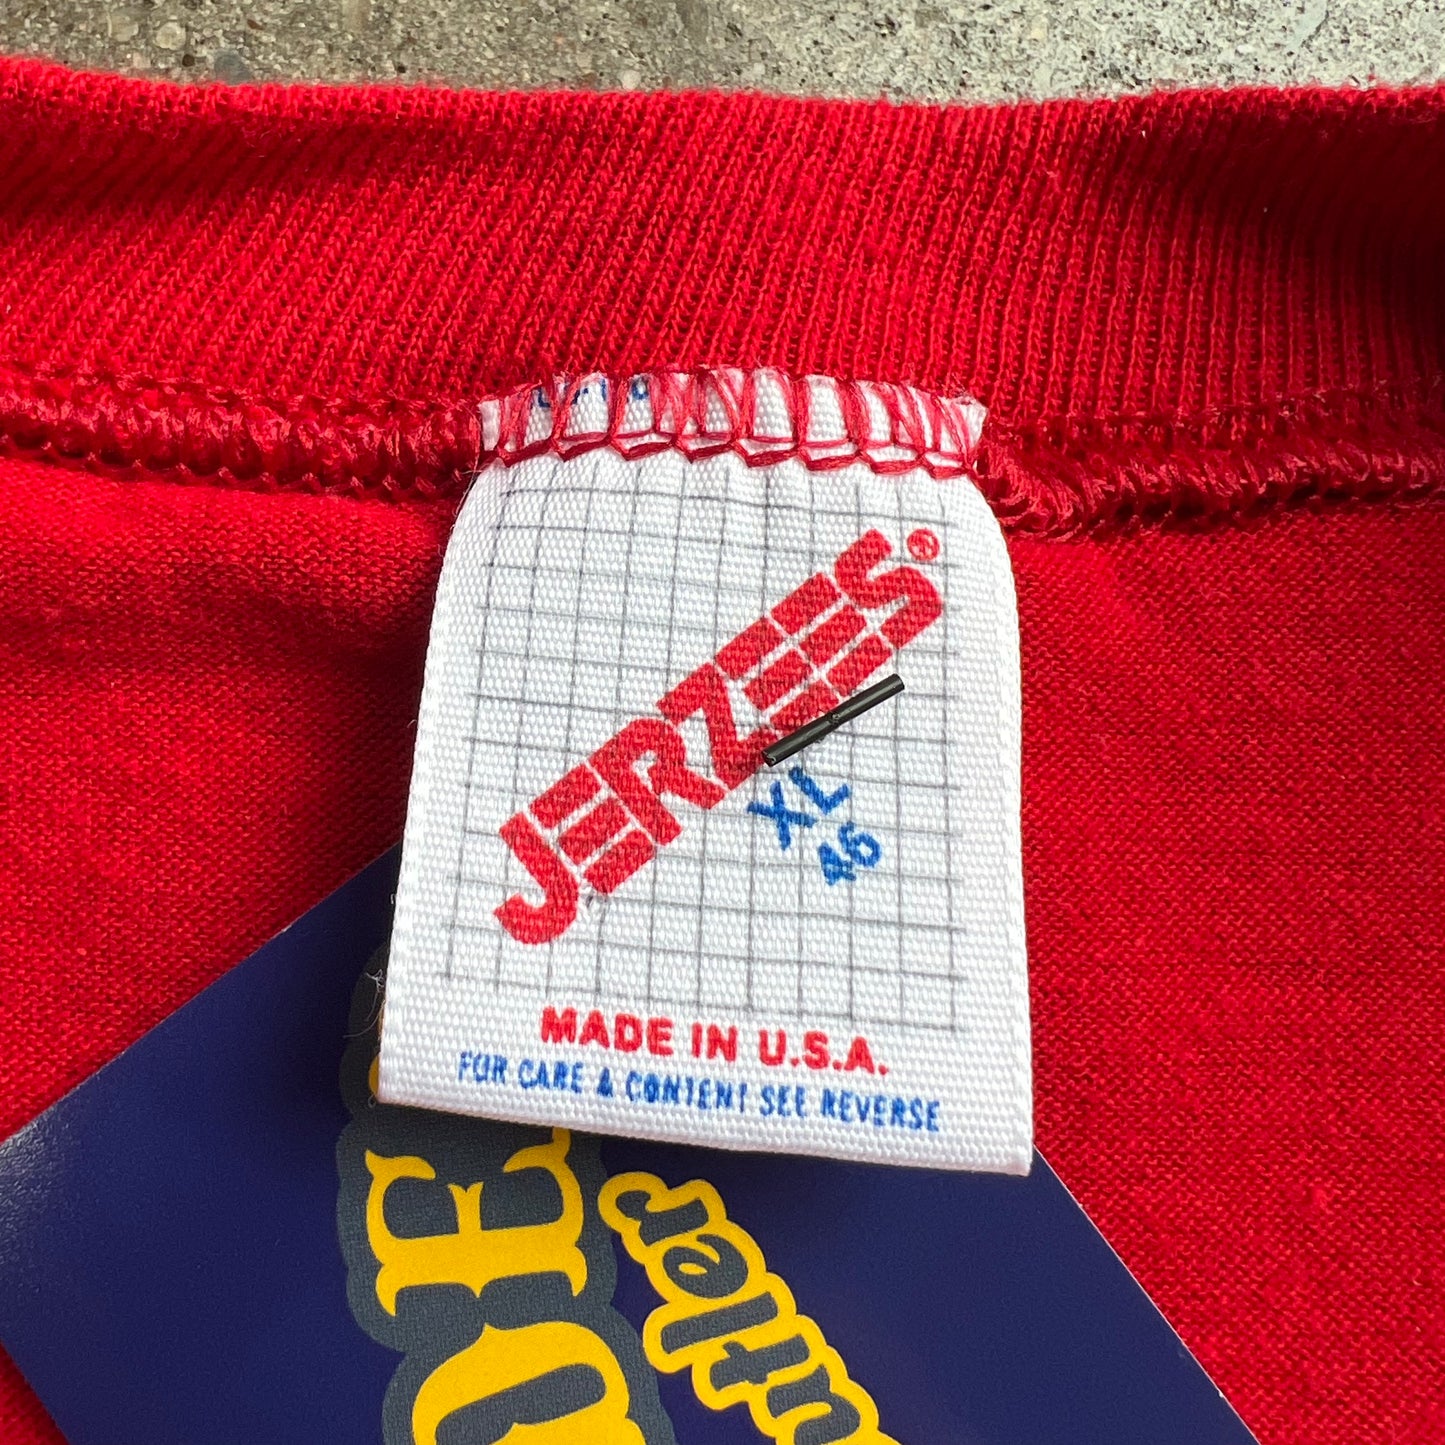 JERZEES®
XL
46
MADE IN U.S.A.
FOR CARE & CONTENT SEE REVERSE